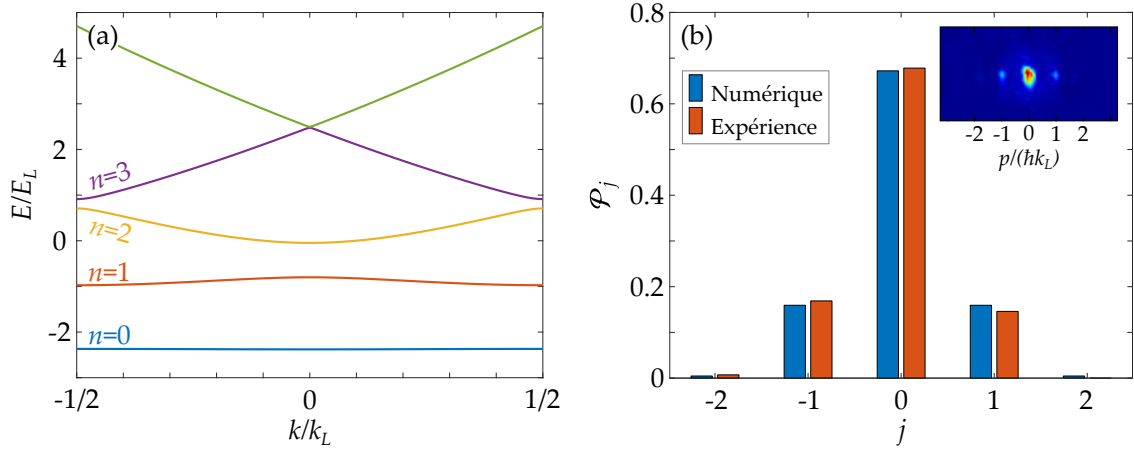 (a)
E/E_L
4
2
0
-2
n=3
n=2
n=1
n=0
-1/2
0
1/2
k/k_L
(b)
𝒫_j
0.8
0.6
0.4
0.2
0
Numérique
Expérience
-2 -1 0 1 2
p/(ħk_L)
-2 -1 0 1 2
j